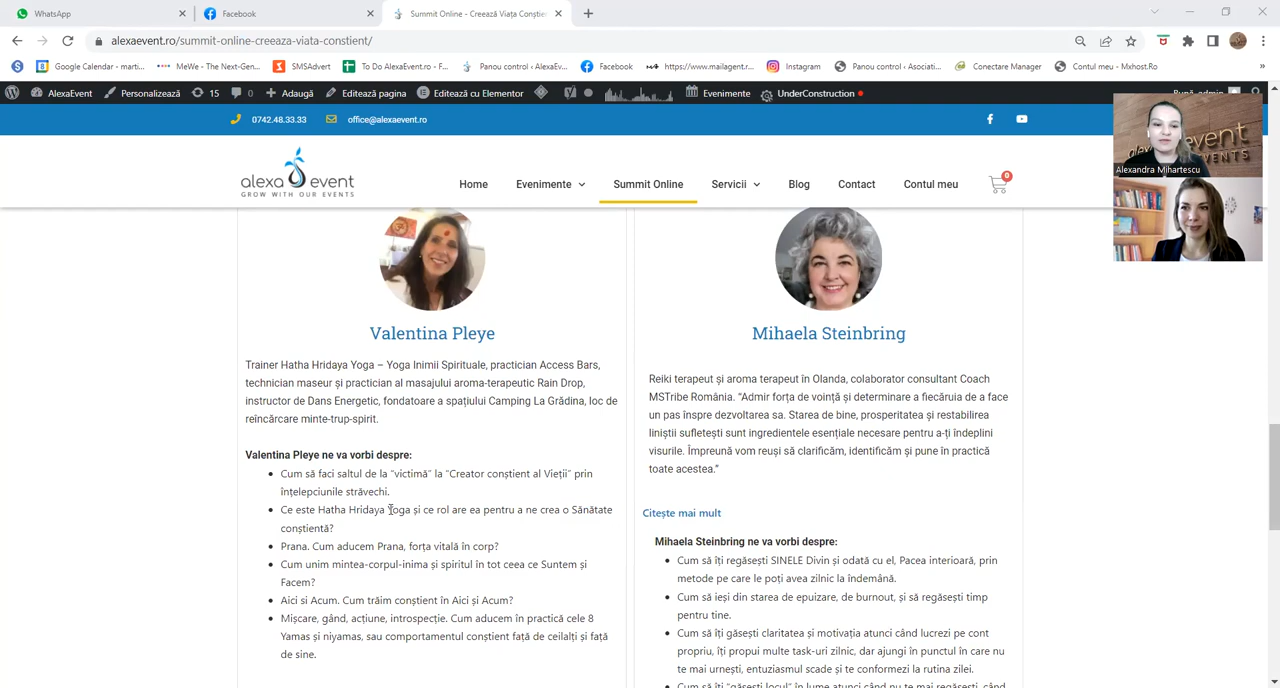 WhatsApp
Facebook
Summit Online - Creează Viața Conștien
alexaevent.ro/summit-online-creeaza-viata-constient/
Google Calendar - marti...
MeWe - The Next-Gen...
SMSAdvert
To Do AlexaEvent.ro - F...
Panou control ‹ AlexaEv...
Facebook
https://www.mailagent.r...
Instagram
Panou control ‹ Asociati...
Conectare Manager
Contul meu - Mxhost.Ro
»
AlexaEvent
Personalizează
15
0
Adaugă
Editează pagina
Editează cu Elementor
Evenimente
UnderConstruction
Bună, admin
0742.48.33.33
office@alexaevent.ro
alexa event
GROW WITH OUR EVENTS
Home
Evenimente
Summit Online
Servicii
Blog
Contact
Contul meu
0
Alexandra Mihartescu
Valentina Pleye
Trainer Hatha Hridaya Yoga – Yoga Inimii Spirituale, practician Access Bars,
technician maseur și practician al masajului aroma-terapeutic Rain Drop,
instructor de Dans Energetic, fondatoare a spațiului Camping La Grădina, loc de
reîncărcare minte-trup-spirit.
Valentina Pleye ne va vorbi despre:
Cum să faci saltul de la “victimă” la “Creator conștient al Vieții” prin
înțelepciunile străvechi.
Ce este Hatha Hridaya Yoga și ce rol are ea pentru a ne crea o Sănătate
conștientă?
Prana. Cum aducem Prana, forța vitală în corp?
Cum unim mintea-corpul-inima și spiritul în tot ceea ce Suntem și
Facem?
Aici si Acum. Cum trăim conștient în Aici și Acum?
Mișcare, gând, acțiune, introspecție. Cum aducem în practică cele 8
Yamas și niyamas, sau comportamentul conștient față de ceilalți și față
de sine.
Mihaela Steinbring
Reiki terapeut și aroma terapeut în Olanda, colaborator consultant Coach
MSTribe România. “Admir forța de voință și determinare a fiecăruia de a face
un pas înspre dezvoltarea sa. Starea de bine, prosperitatea și restabilirea
liniștii sufletești sunt ingredientele esențiale necesare pentru a-ți îndeplini
visurile. Împreună vom reuși să clarificăm, identificăm și pune în practică
toate acestea.”
Citește mai mult
Mihaela Steinbring ne va vorbi despre:
Cum să îți regăsești SINELE Divin și odată cu el, Pacea interioară, prin
metode pe care le poți avea zilnic la îndemână.
Cum să ieși din starea de epuizare, de burnout, și să regăsești timp
pentru tine.
Cum să îți găsești claritatea și motivația atunci când lucrezi pe cont
propriu, îți propui multe task-uri zilnic, dar ajungi în punctul în care nu
te mai urnești, entuziasmul scade și te conformezi la rutina zilei.
Cum să îți “găsești locul” în lume atunci când nu te mai regăsești, când